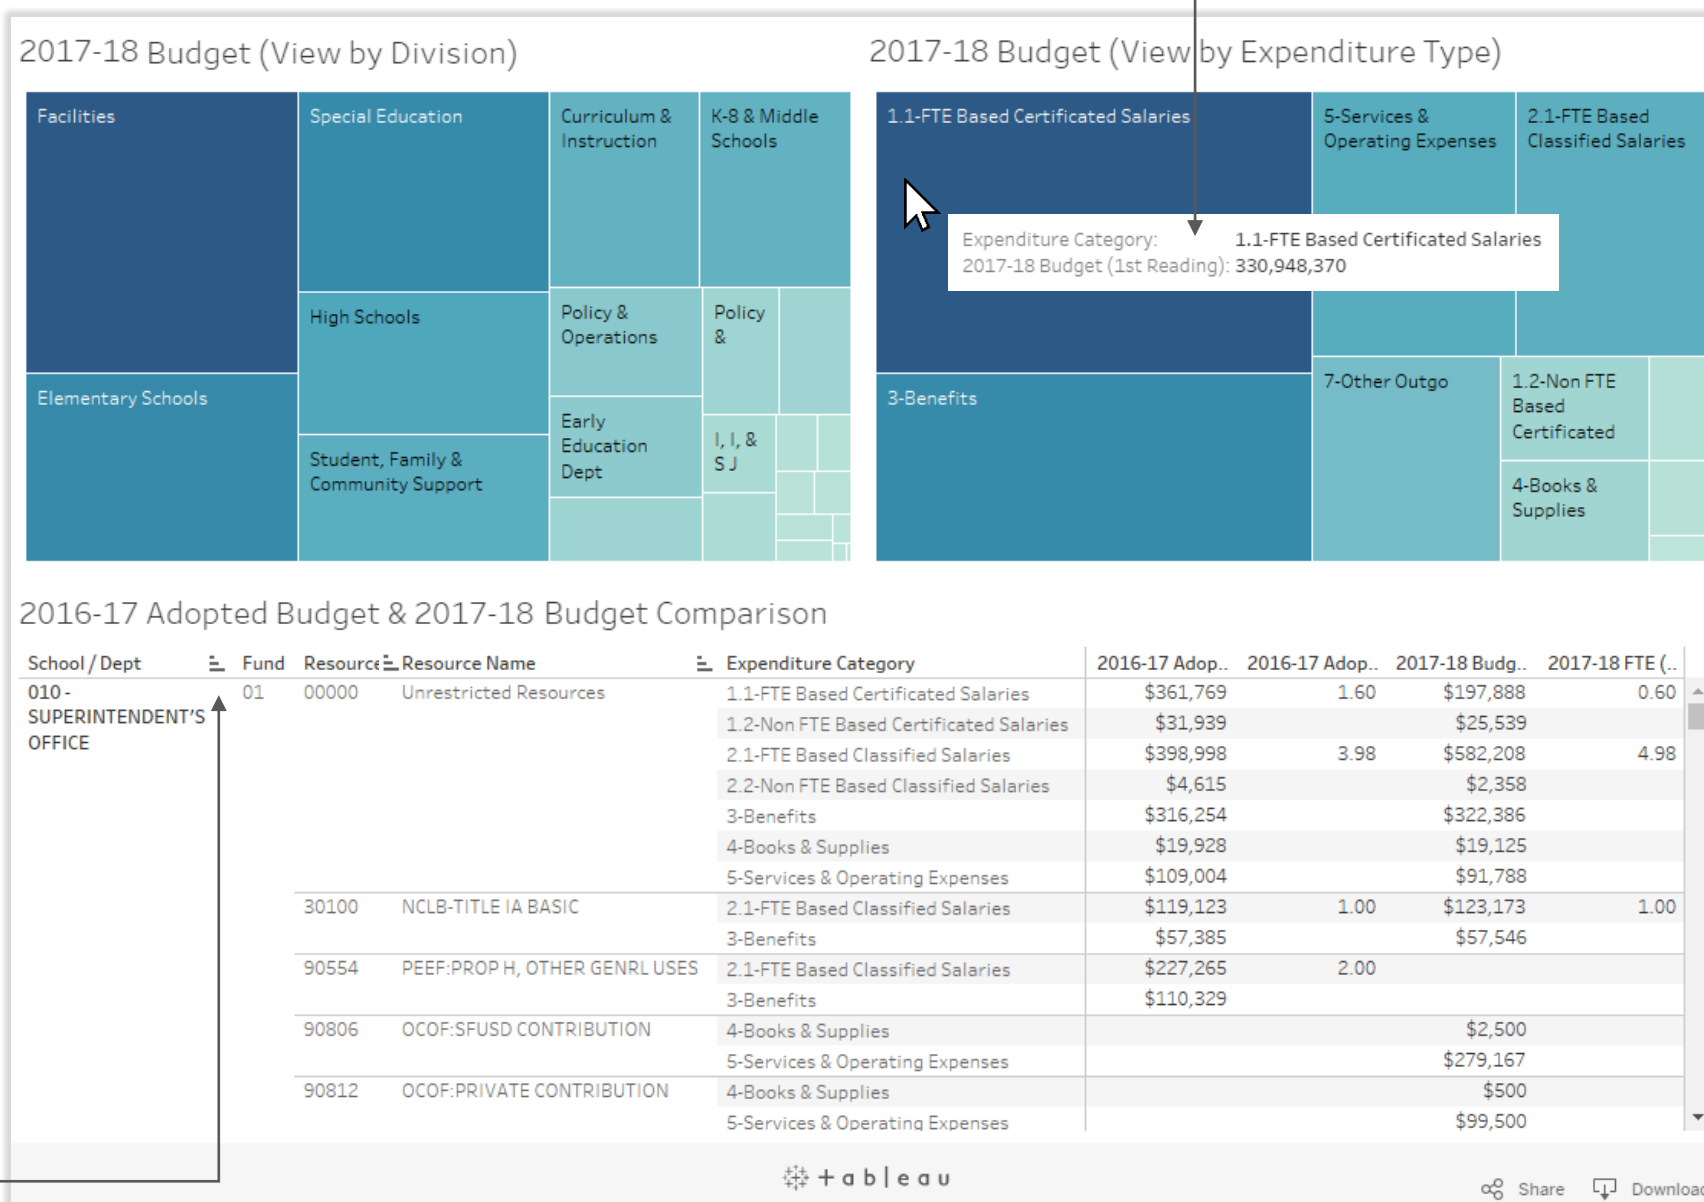 2017-18 Budget (View by Division)
2017-18 Budget (View by Expenditure Type)
Facilities
Elementary Schools
Special Education
High Schools
Student, Family &
Community Support
Curriculum &
Instruction
K-8 & Middle
Schools
Policy &
Operations
Policy
&
Early
Education
Dept
I, I, &
S J
1.1-FTE Based Certificated Salaries
3-Benefits
5-Services &
Operating Expenses
2.1-FTE Based
Classified Salaries
Expenditure Category: 1.1-FTE Based Certificated Salaries
2017-18 Budget (1st Reading): 330,948,370
7-Other Outgo
1.2-Non FTE
Based
Certificated
4-Books &
Supplies
2016-17 Adopted Budget & 2017-18 Budget Comparison
School / Dept Fund Resource Resource Name Expenditure Category 2016-17 Adop.. 2016-17 Adop.. 2017-18 Budg.. 2017-18 FTE (..
010 - 01 00000 Unrestricted Resources 1.1-FTE Based Certificated Salaries $361,769 1.60 $197,888 0.60
SUPERINTENDENT'S 1.2-Non FTE Based Certificated Salaries $31,939 $25,539
OFFICE 2.1-FTE Based Classified Salaries $398,998 3.98 $582,208 4.98
2.2-Non FTE Based Classified Salaries $4,615 $2,358
3-Benefits $316,254 $322,386
4-Books & Supplies $19,928 $19,125
5-Services & Operating Expenses $109,004 $91,788
30100 NCLB-TITLE IA BASIC 2.1-FTE Based Classified Salaries $119,123 1.00 $123,173 1.00
3-Benefits $57,385 $57,546
90554 PEEF:PROP H, OTHER GENRL USES 2.1-FTE Based Classified Salaries $227,265 2.00
3-Benefits $110,329
90806 OCOF:SFUSD CONTRIBUTION 4-Books & Supplies $2,500
5-Services & Operating Expenses $279,167
90812 OCOF:PRIVATE CONTRIBUTION 4-Books & Supplies $500
5-Services & Operating Expenses $99,500
+ableau
Share Download